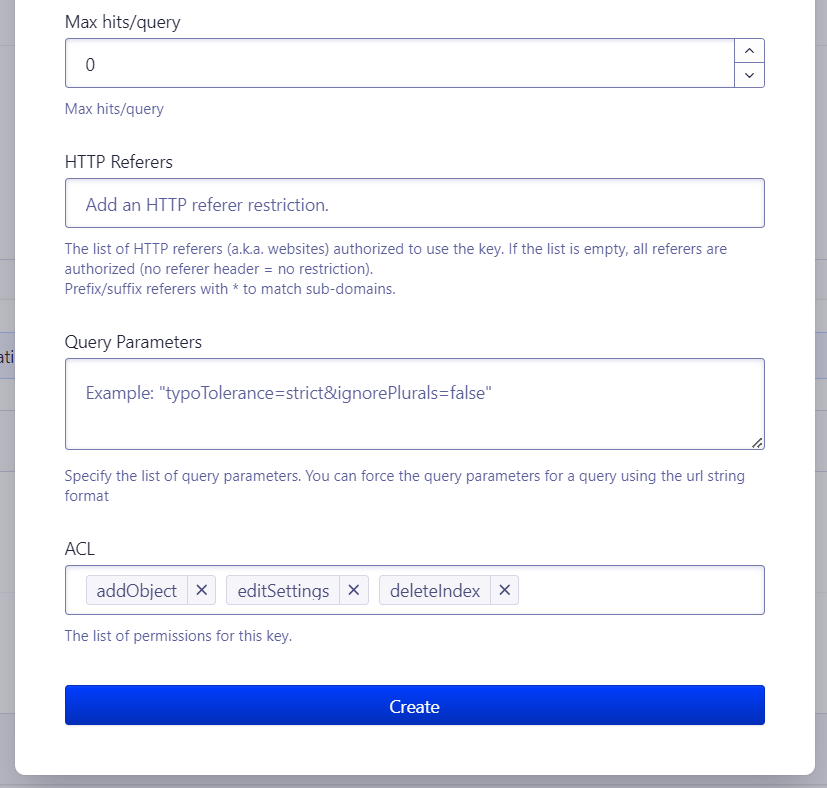 Max hits/query
0
Max hits/query
HTTP Referers
Add an HTTP referer restriction.
The list of HTTP referers (a.k.a. websites) authorized to use the key. If the list is empty, all referers are
authorized (no referer header = no restriction).
Prefix/suffix referers with * to match sub-domains.
ati
Query Parameters
Example: "typoTolerance=strict&ignorePlurals=false"
Specify the list of query parameters. You can force the query parameters for a query using the url string
format
ACL
addObject ✕ editSettings ✕ deleteIndex ✕
The list of permissions for this key.
Create